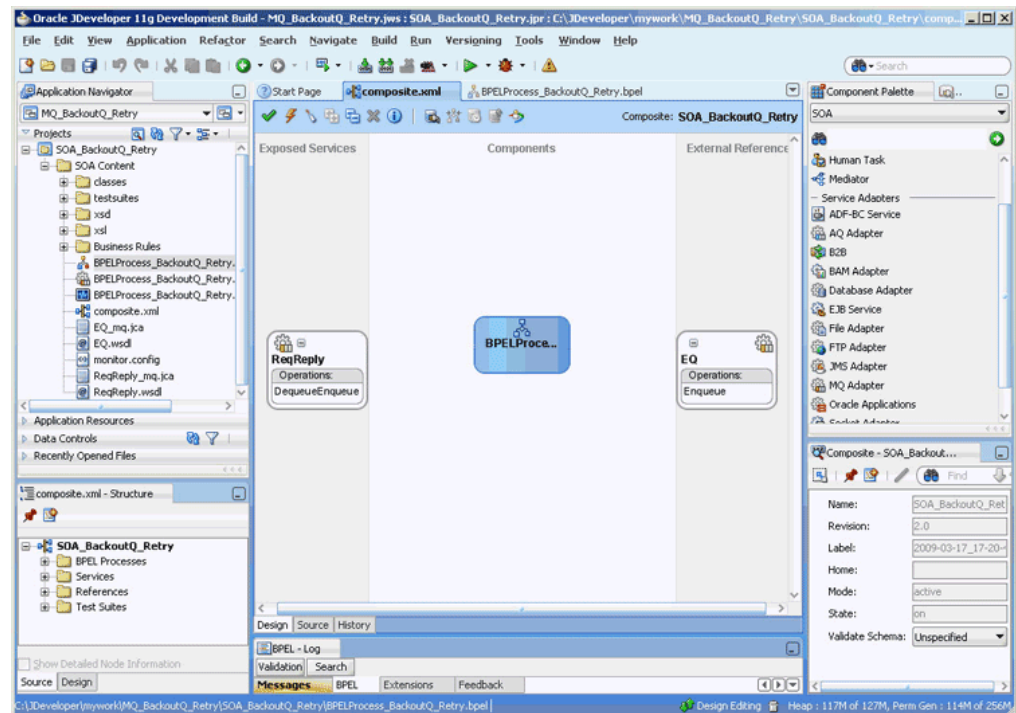 Oracle JDeveloper 11g Development Build - MQ_BackoutQ_Retry.jws : SOA_BackoutQ_Retry.jpr : C:\JDeveloper\mywork\MQ_BackoutQ_Retry\SOA_BackoutQ_Retry\comp...
File Edit View Application Refactor Search Navigate Build Run Versioning Tools Window Help
Search
Application Navigator
MQ_BackoutQ_Retry
Projects
SOA_BackoutQ_Retry
SOA Content
classes
testsuites
xsd
xsl
Business Rules
BPELProcess_BackoutQ_Retry.
BPELProcess_BackoutQ_Retry.
BPELProcess_BackoutQ_Retry.
composite.xml
EQ_mq.jca
EQ.wsdl
monitor.config
ReqReply_mq.jca
ReqReply.wsdl
Application Resources
Data Controls
Recently Opened Files
composite.xml - Structure
SOA_BackoutQ_Retry
BPEL Processes
Services
References
Test Suites
Show Detailed Node Information
Source Design
Start Page composite.xml BPELProcess_BackoutQ_Retry.bpel
Composite: SOA_BackoutQ_Retry
Exposed Services Components External Reference
ReqReply
Operations:
DequeueEnqueue
BPELProce...
EQ
Operations:
Enqueue
Design Source History
BPEL - Log
Validation Search
Messages BPEL Extensions Feedback
Component Palette
SOA
Human Task
Mediator
Service Adapters
ADF-BC Service
AQ Adapter
B2B
BAM Adapter
Database Adapter
EJB Service
File Adapter
FTP Adapter
JMS Adapter
MQ Adapter
Oracle Applications
Socket Adapter
Composite - SOA_Backout...
Find
Name: SOA_BackoutQ_Ret
Revision: 2.0
Label: 2009-03-17_17-20-
Home:
Mode: active
State: on
Validate Schema: Unspecified
C:\JDeveloper\mywork\MQ_BackoutQ_Retry\SOA_BackoutQ_Retry\BPELProcess_BackoutQ_Retry.bpel
Design Editing Heap : 117M of 127M, Perm Gen : 114M of 256M